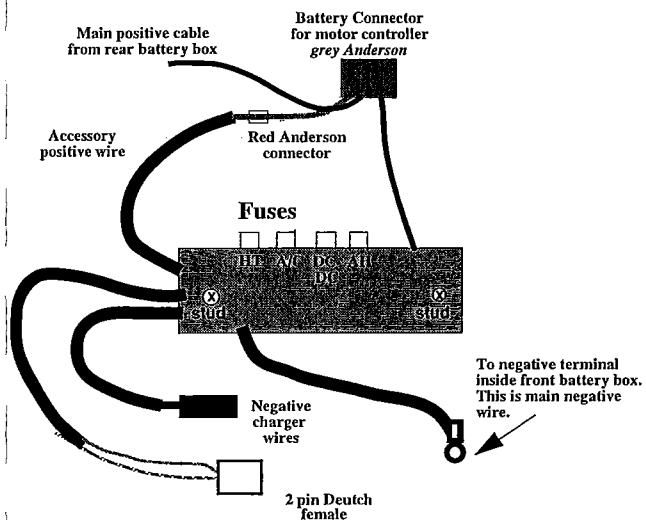 Battery Connector
for motor controller
grey Anderson
Main positive cable
from rear battery box
Accessory
positive wire
Red Anderson
connector
Fuses
HT A/C DC AH
DC
X X
stud stud
To negative terminal
inside front battery box.
This is main negative
wire.
Negative
charger
wires
2 pin Deutch
female